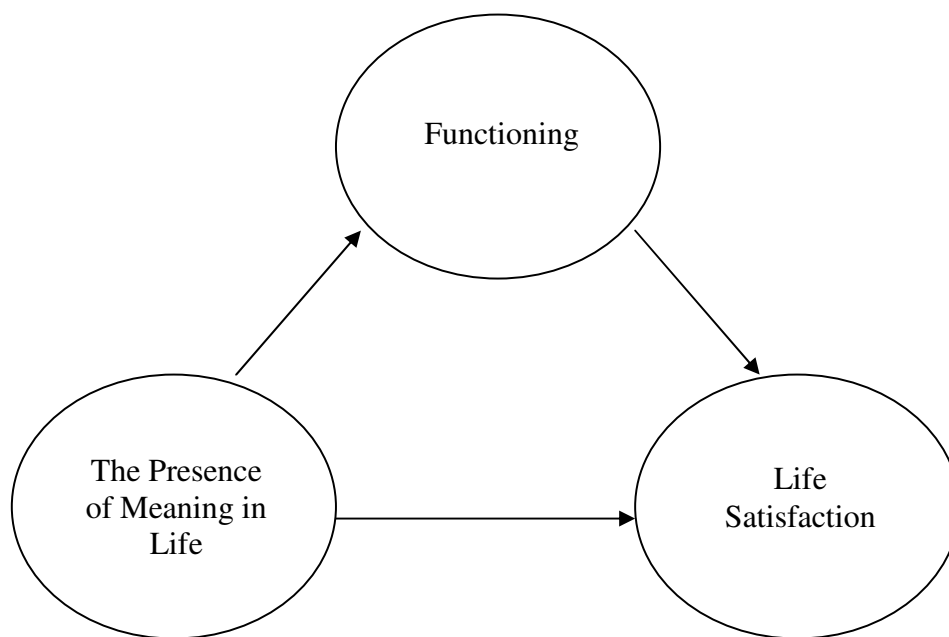 Functioning
The Presence
of Meaning in
Life
Life
Satisfaction